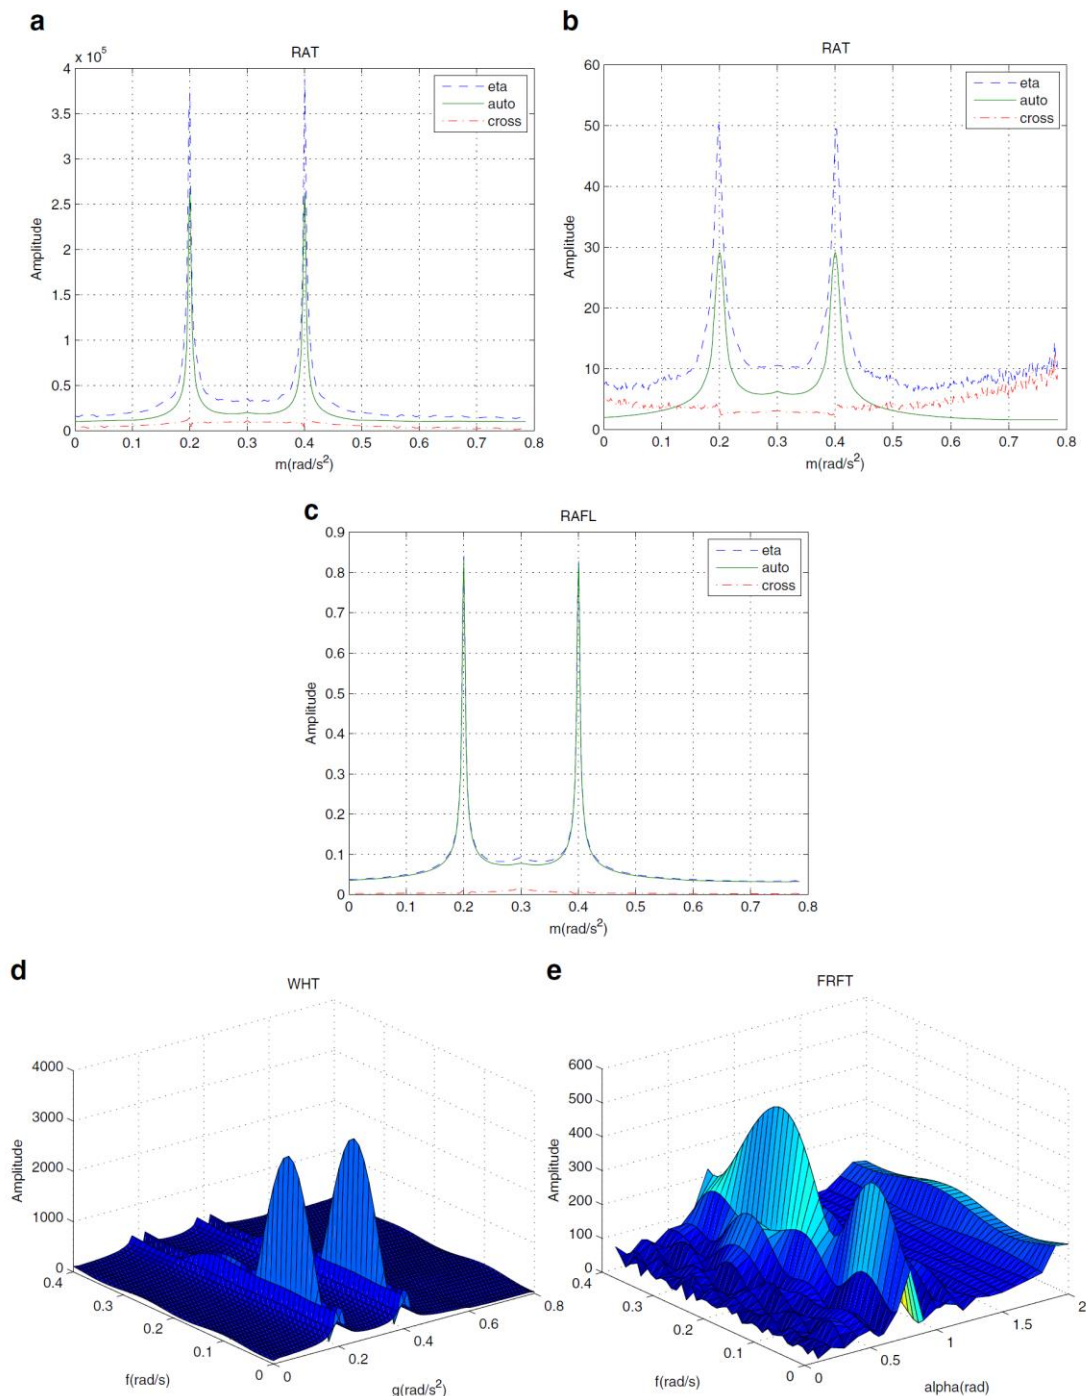 a
RAT
x 10⁵
4
3.5
3
2.5
2
1.5
1
0.5
0
Amplitude
eta
auto
cross
0 0.1 0.2 0.3 0.4 0.5 0.6 0.7 0.8
m(rad/s²)
b
RAT
60
50
40
30
20
10
0
Amplitude
eta
auto
cross
0 0.1 0.2 0.3 0.4 0.5 0.6 0.7 0.8
m(rad/s²)
c
RAFL
0.9
0.8
0.7
0.6
0.5
0.4
0.3
0.2
0.1
0
Amplitude
eta
auto
cross
0 0.1 0.2 0.3 0.4 0.5 0.6 0.7 0.8
m(rad/s²)
d
WHT
4000
3000
2000
1000
0
Amplitude
0.4
0.3
0.2
0.1
0
f(rad/s)
0
0.2
0.4
0.6
0.8
g(rad/s²)
e
FRFT
600
500
400
300
200
100
0
Amplitude
0.4
0.3
0.2
0.1
0
f(rad/s)
0
0.5
1
1.5
2
alpha(rad)